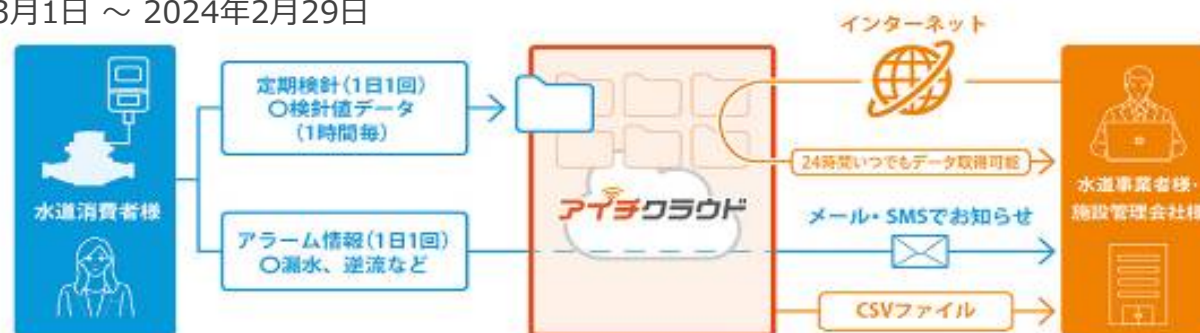 3月1日 ～ 2024年2月29日
インターネット
定期検針(1日1回)
〇検針値データ
(1時間毎)
24時間いつでもデータ取得可能
水道消費者様
アイチクラウド
水道事業者様・
施設管理会社様
メール・SMSでお知らせ
アラーム情報(1日1回)
〇漏水、逆流など
CSVファイル